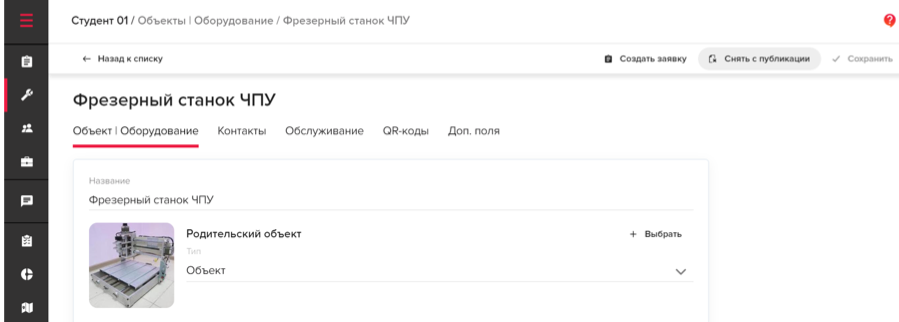 Студент 01 / Объекты | Оборудование / Фрезерный станок ЧПУ
← Назад к списку Создать заявку Снять с публикации Сохранить
Фрезерный станок ЧПУ
Объект | Оборудование Контакты Обслуживание QR-коды Доп. поля
Название
Фрезерный станок ЧПУ
Родительский объект + Выбрать
Тип
Объект